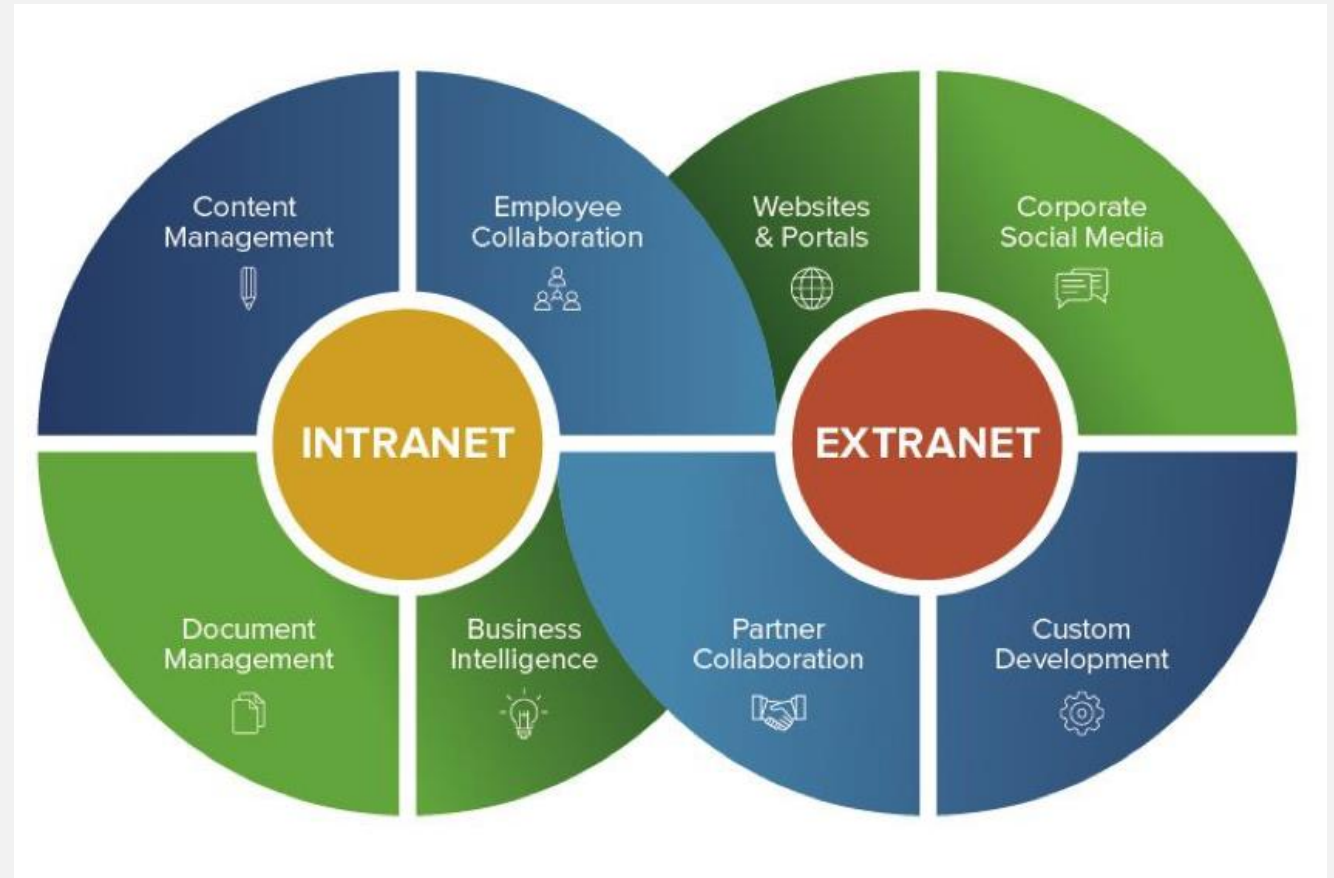 Content
Management
Employee
Collaboration
Websites
& Portals
Corporate
Social Media
INTRANET
EXTRANET
Document
Management
Business
Intelligence
Partner
Collaboration
Custom
Development